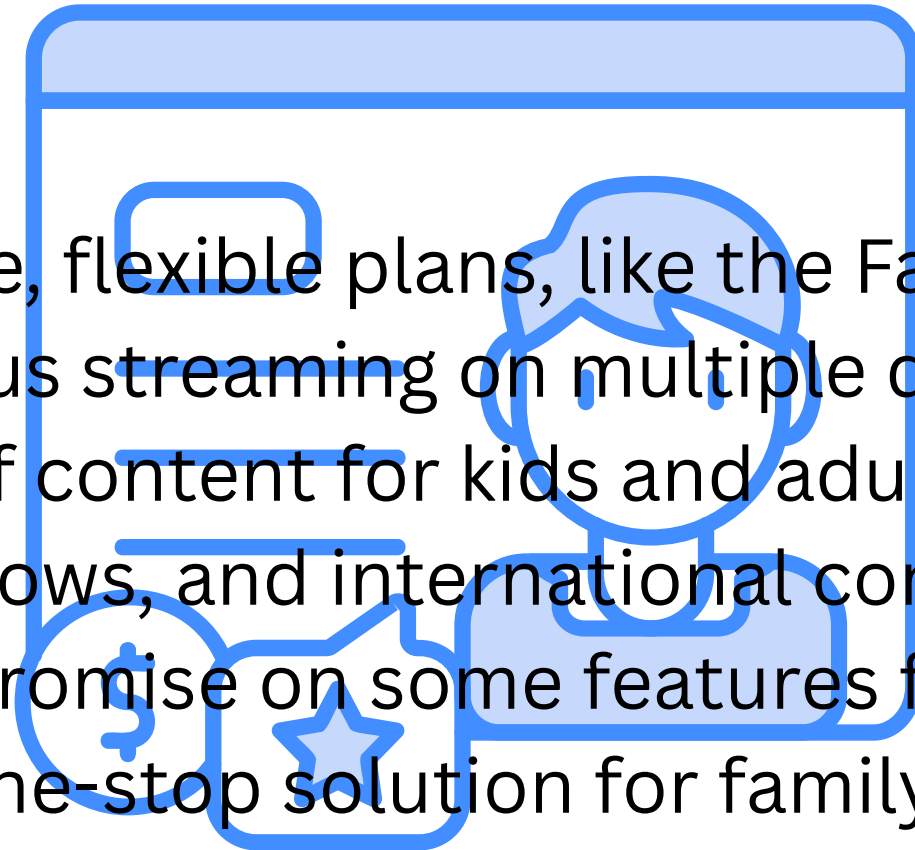 e, flexible plans, like the Fa
us streaming on multiple
f content for kids and adu
ows, and international
romise on some features f
ne-stop solution for family